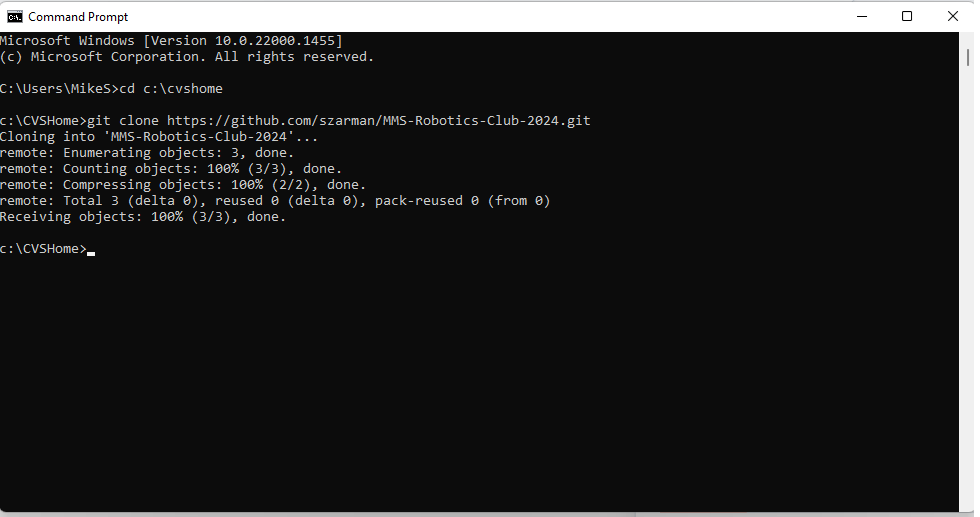 Command Prompt
Microsoft Windows [Version 10.0.22000.1455]
(c) Microsoft Corporation. All rights reserved.
C:\Users\MikeS>cd c:\cvshome
c:\CVSHome>git clone https://github.com/szarman/MMS-Robotics-Club-2024.git
Cloning into 'MMS-Robotics-Club-2024'...
remote: Enumerating objects: 3, done.
remote: Counting objects: 100% (3/3), done.
remote: Compressing objects: 100% (2/2), done.
remote: Total 3 (delta 0), reused 0 (delta 0), pack-reused 0 (from 0)
Receiving objects: 100% (3/3), done.
c:\CVSHome>